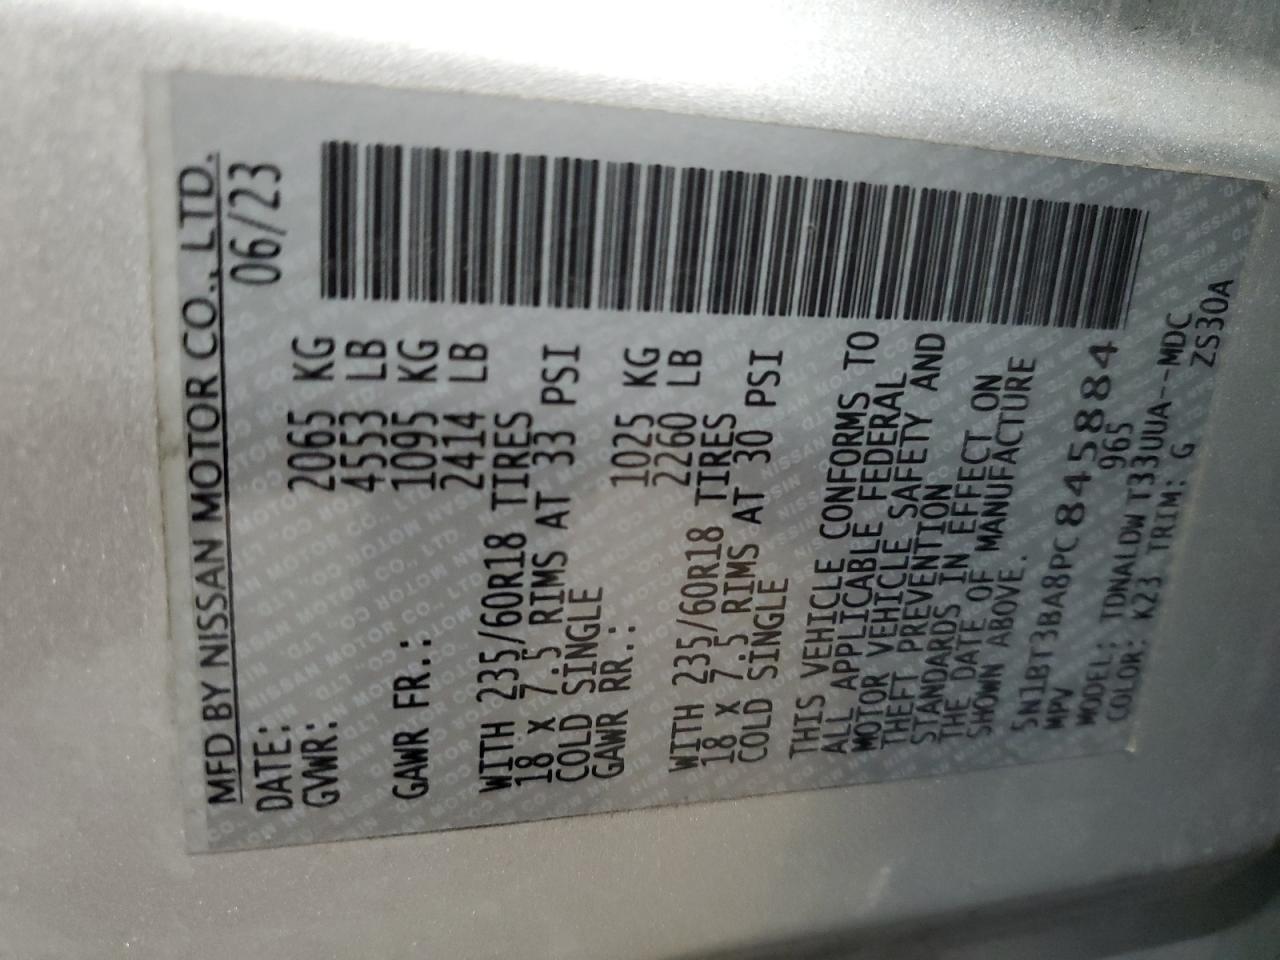 MFD BY NISSAN MOTOR CO., LTD.
DATE: 06/23
GVWR: 2065 KG
4553 LB
GAWR FR.: 1095 KG
2414 LB
WITH 235/60R18 TIRES
18 X 7.5 RIMS AT 33 PSI
COLD SINGLE
GAWR RR.: 1025 KG
2260 LB
WITH 235/60R18 TIRES
18 X 7.5 RIMS AT 30 PSI
COLD SINGLE
THIS VEHICLE CONFORMS TO
ALL APPLICABLE FEDERAL
MOTOR VEHICLE SAFETY AND
THEFT PREVENTION
STANDARDS IN EFFECT ON
THE DATE OF MANUFACTURE
SHOWN ABOVE.
5N1BT3BA8PC845884
MPV 965
MODEL: TDNALDWT33UUA--MDC
COLOR: K23 TRIM: G ZS30A